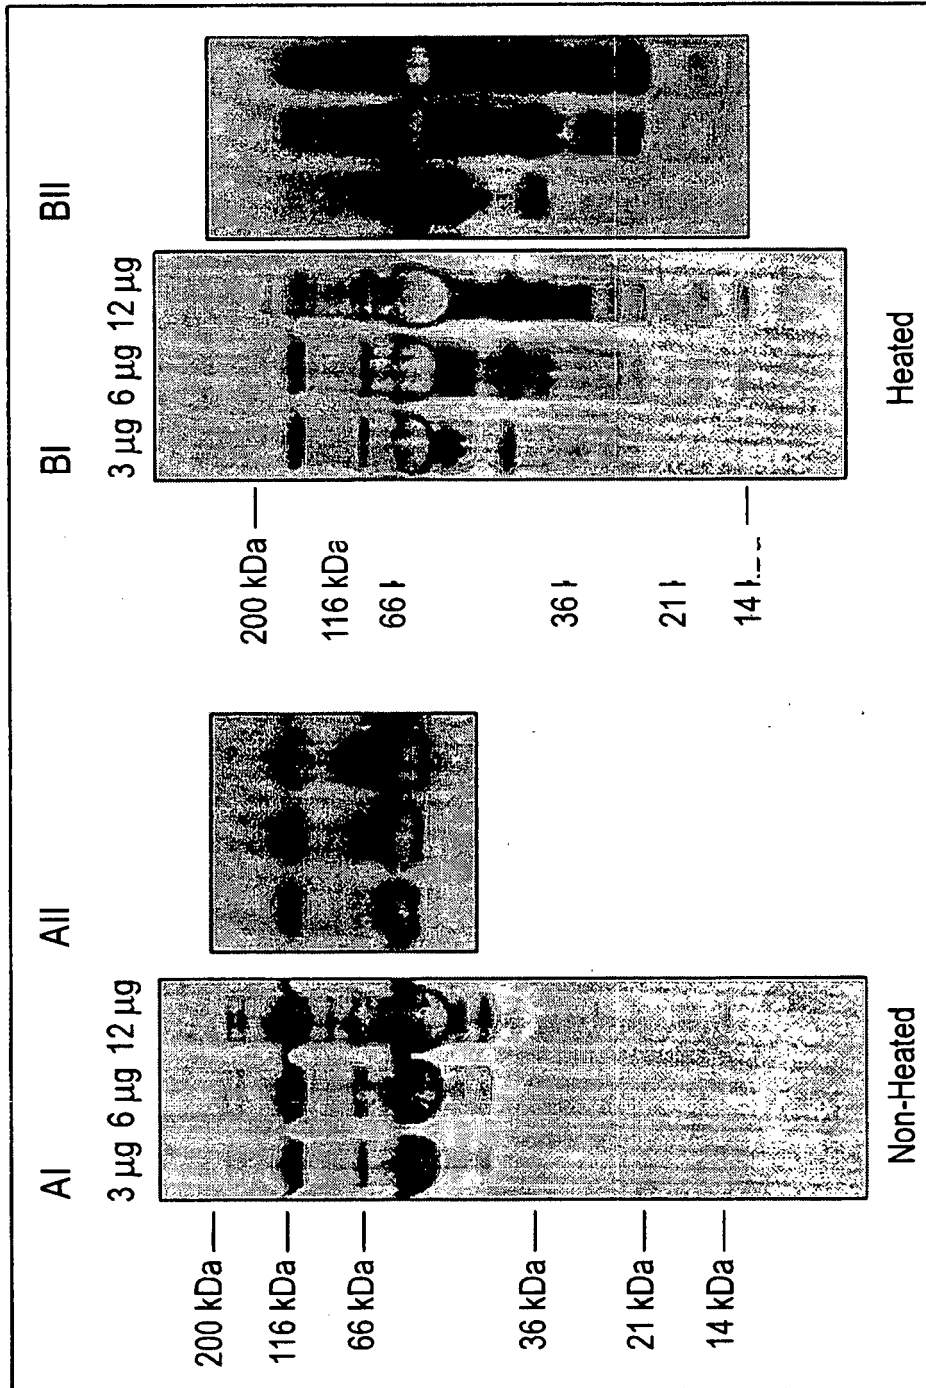 AI
3 µg 6 µg 12 µg
200 kDa
116 kDa
66 kDa
36 kDa
21 kDa
14 kDa
Non-Heated
AII
BI
3 µg 6 µg 12 µg
200 kDa
116 kDa
66
36
21
14
Heated
BII